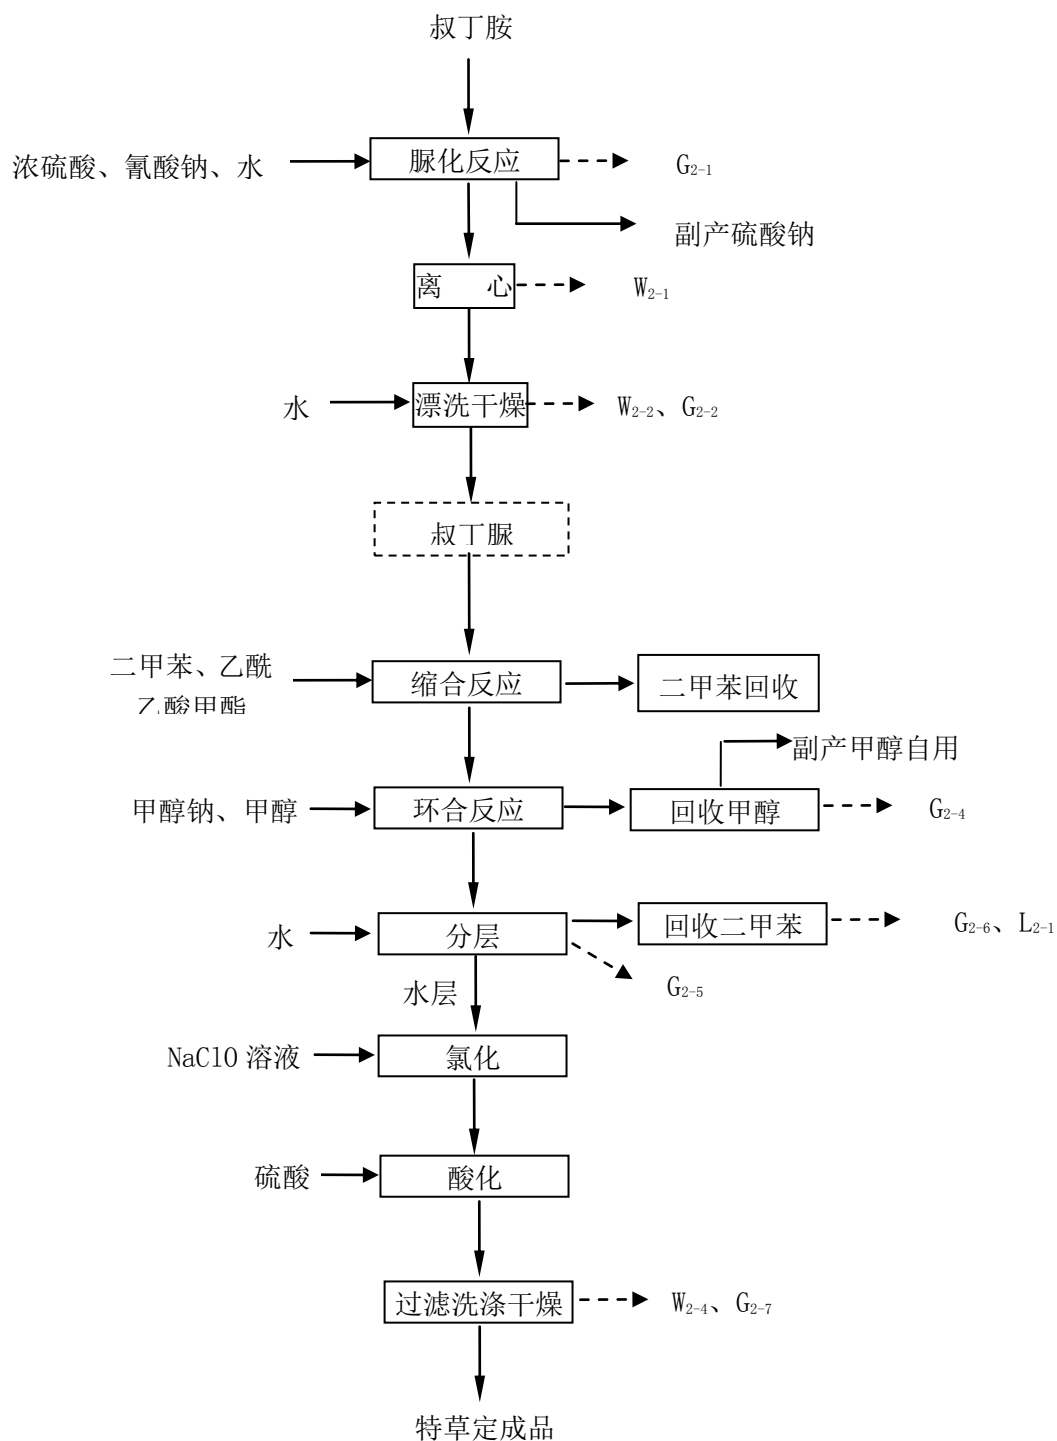 叔丁胺
浓硫酸、氰酸钠、水
脲化反应
G2-1
副产硫酸钠
离 心
W2-1
水
漂洗干燥
W2-2、G2-2
叔丁脲
二甲苯、乙酰
乙酸甲酯
缩合反应
二甲苯回收
副产甲醇自用
甲醇钠、甲醇
环合反应
回收甲醇
G2-4
水
分层
回收二甲苯
G2-6、L2-1
G2-5
水层
NaClO 溶液
氯化
硫酸
酸化
过滤洗涤干燥
W2-4、G2-7
特草定成品